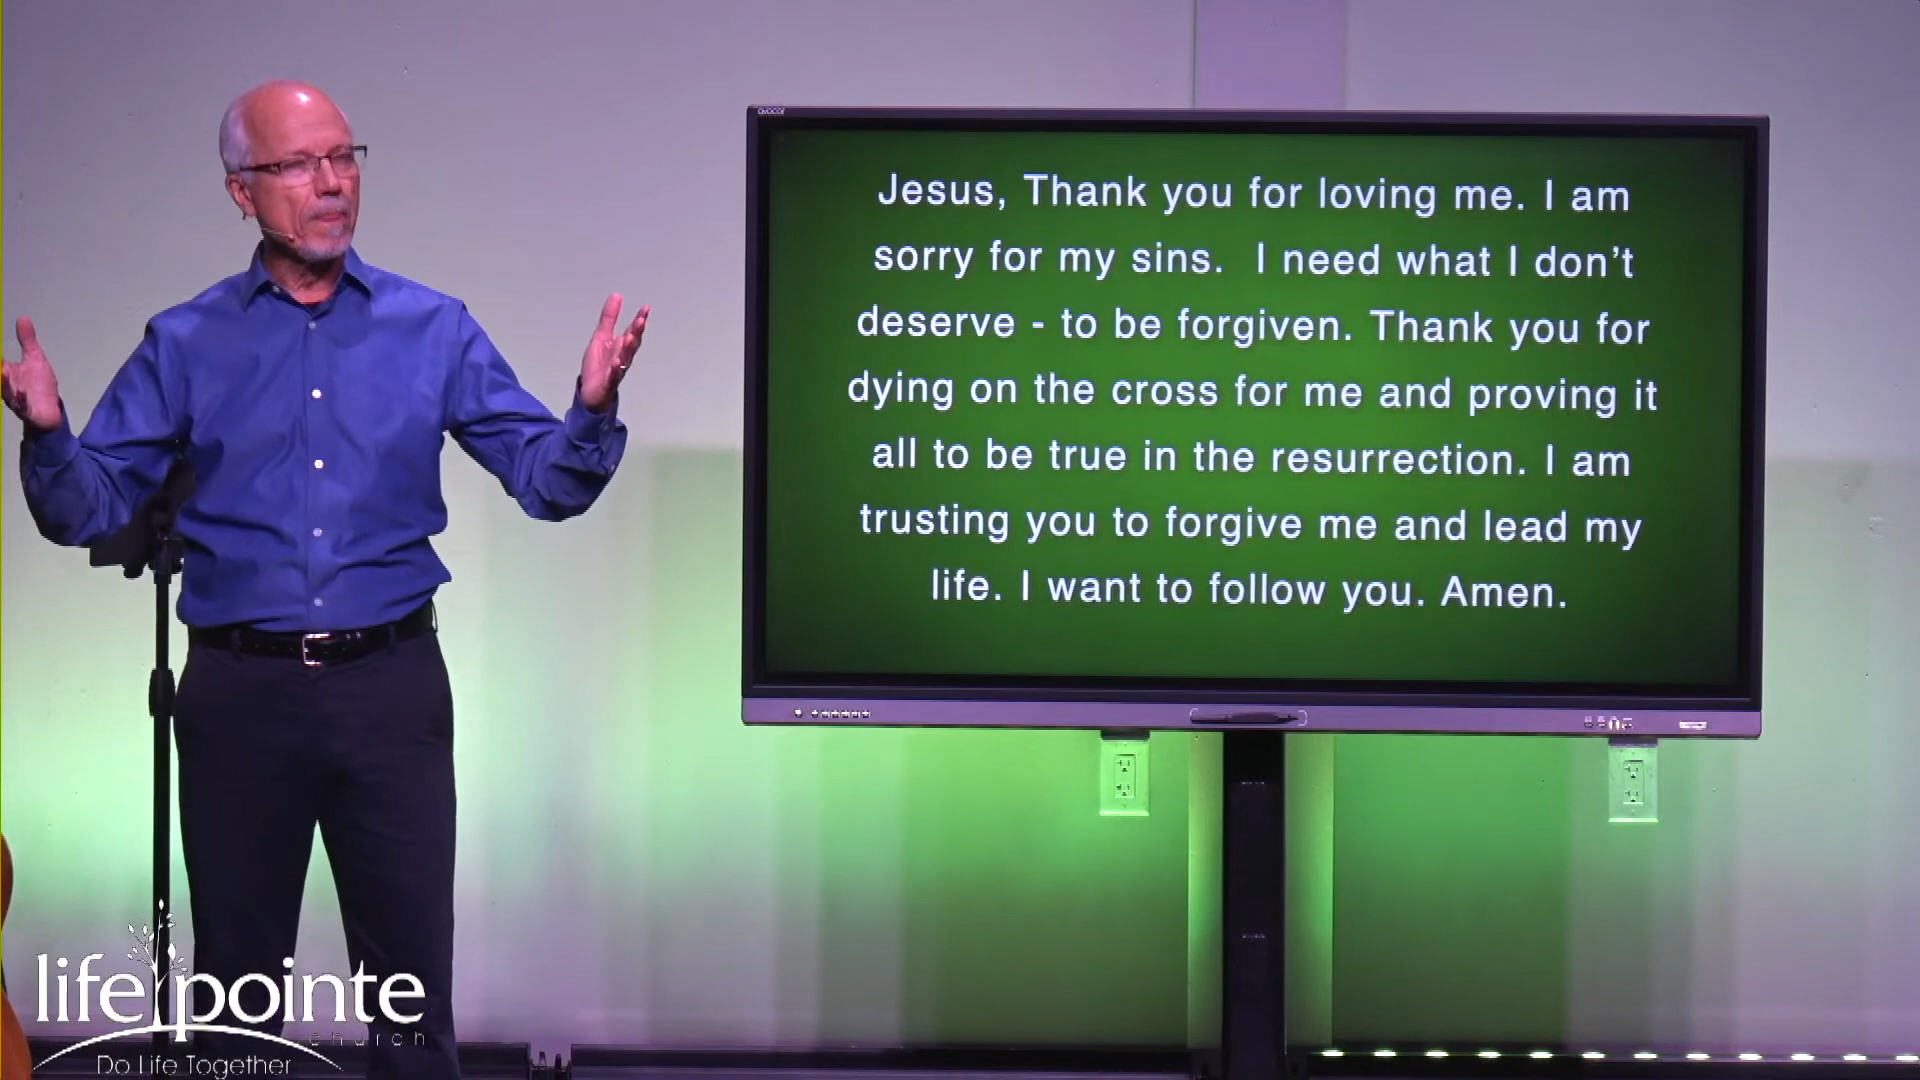 avocor
Jesus, Thank you for loving me. I am
sorry for my sins. I need what I don't
deserve - to be forgiven. Thank you for
dying on the cross for me and proving it
all to be true in the resurrection. I am
trusting you to forgive me and lead my
life. I want to follow you. Amen.
life pointe
church
Do Life Together